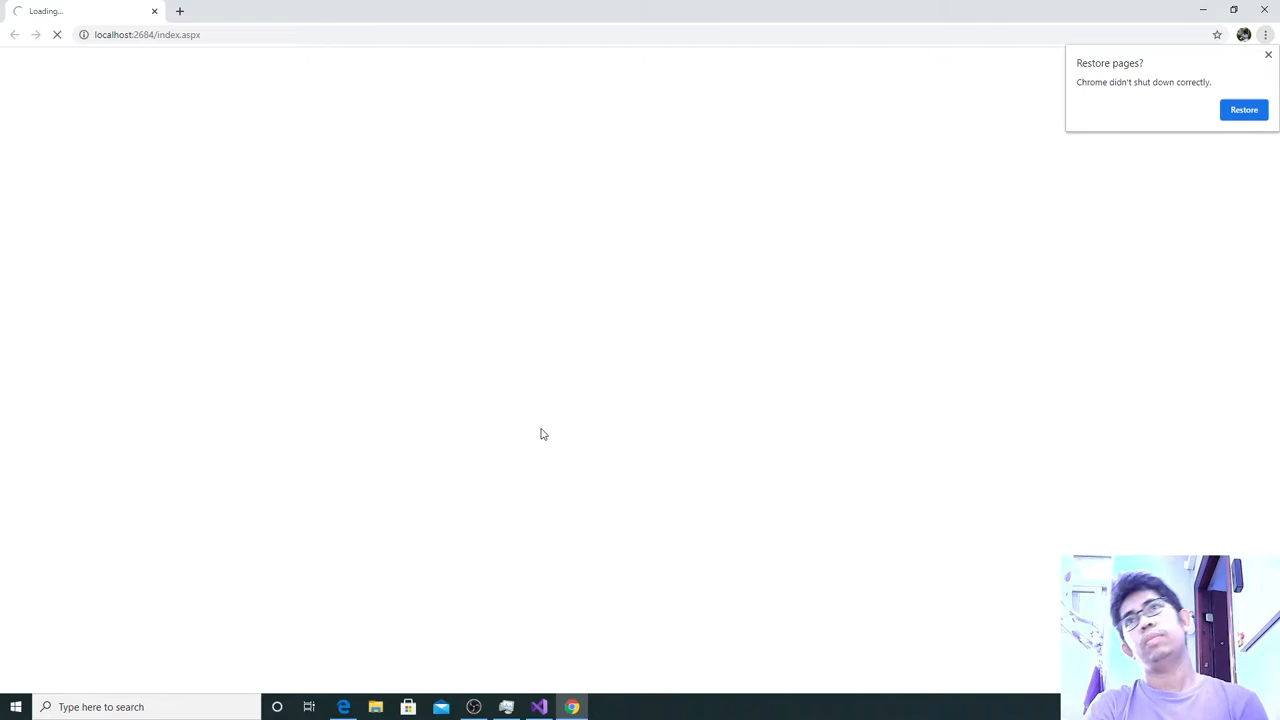 Loading...
localhost:2684/index.aspx
Restore pages?
Chrome didn't shut down correctly.
Restore
Type here to search